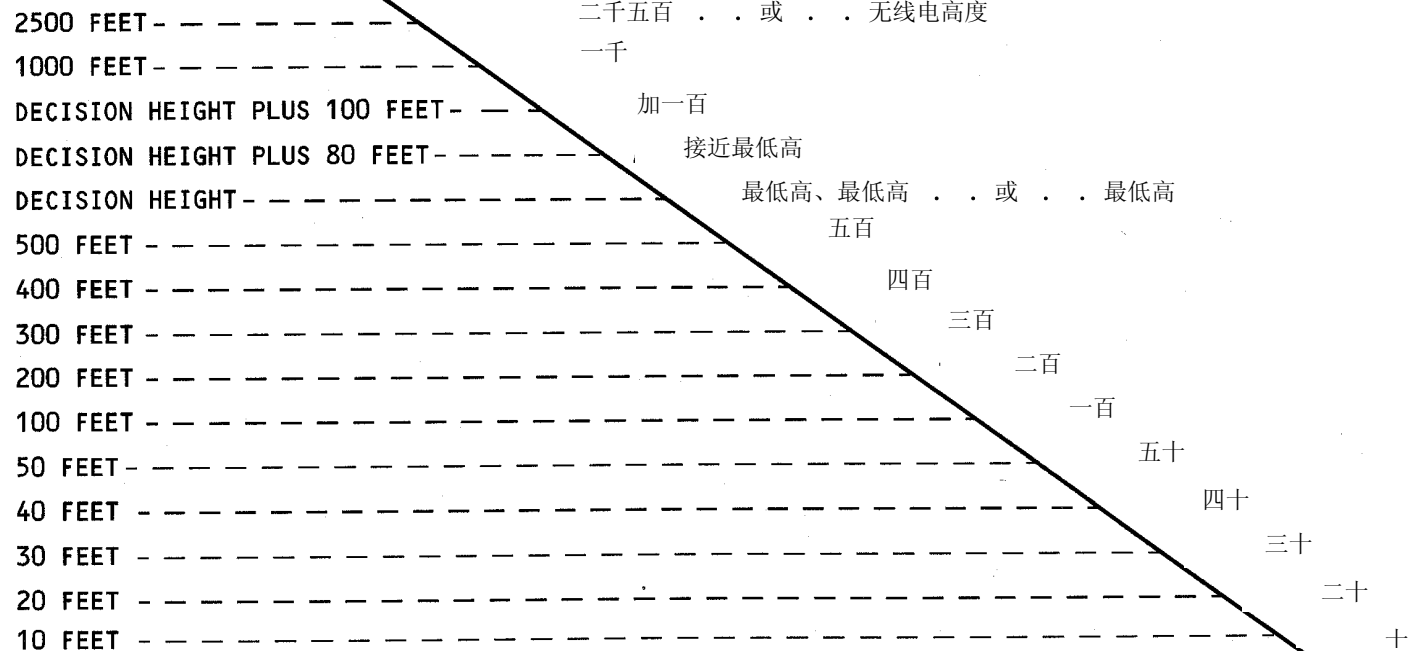 2500 FEET 二千五百 . . 或 . . 无线电高度
1000 FEET 一千
DECISION HEIGHT PLUS 100 FEET 加一百
DECISION HEIGHT PLUS 80 FEET 接近最低高
DECISION HEIGHT 最低高、最低高 . . 或 . . 最低高
500 FEET 五百
400 FEET 四百
300 FEET 三百
200 FEET 二百
100 FEET 一百
50 FEET 五十
40 FEET 四十
30 FEET 三十
20 FEET 二十
10 FEET 十